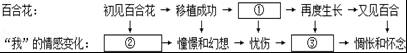 百合花： 初见百合花 → 移植成功 → ① → 再度生长 → 又见百合
“我”的情感变化： ② → 憧憬和幻想 → 忧伤 → ③ → 惆怅和怀念